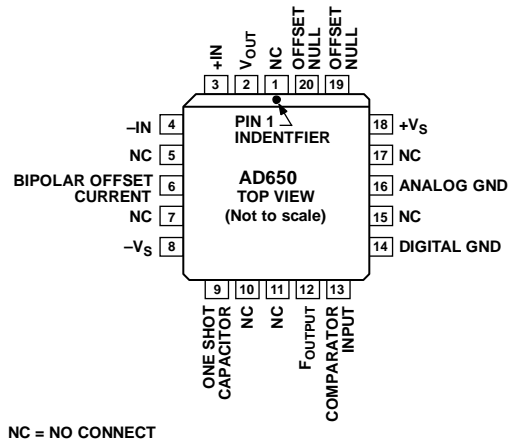 +IN
VOUT
NC
OFFSET
NULL
OFFSET
NULL
3
2
1
20
19
PIN 1
INDENTFIER
–IN 4
NC 5
BIPOLAR OFFSET
CURRENT
6
NC 7
–VS 8
AD650
TOP VIEW
(Not to scale)
18 +VS
17 NC
16 ANALOG GND
15 NC
14 DIGITAL GND
9
10
11
12
13
ONE SHOT
CAPACITOR
NC
NC
FOUTPUT
COMPARATOR
INPUT
NC = NO CONNECT